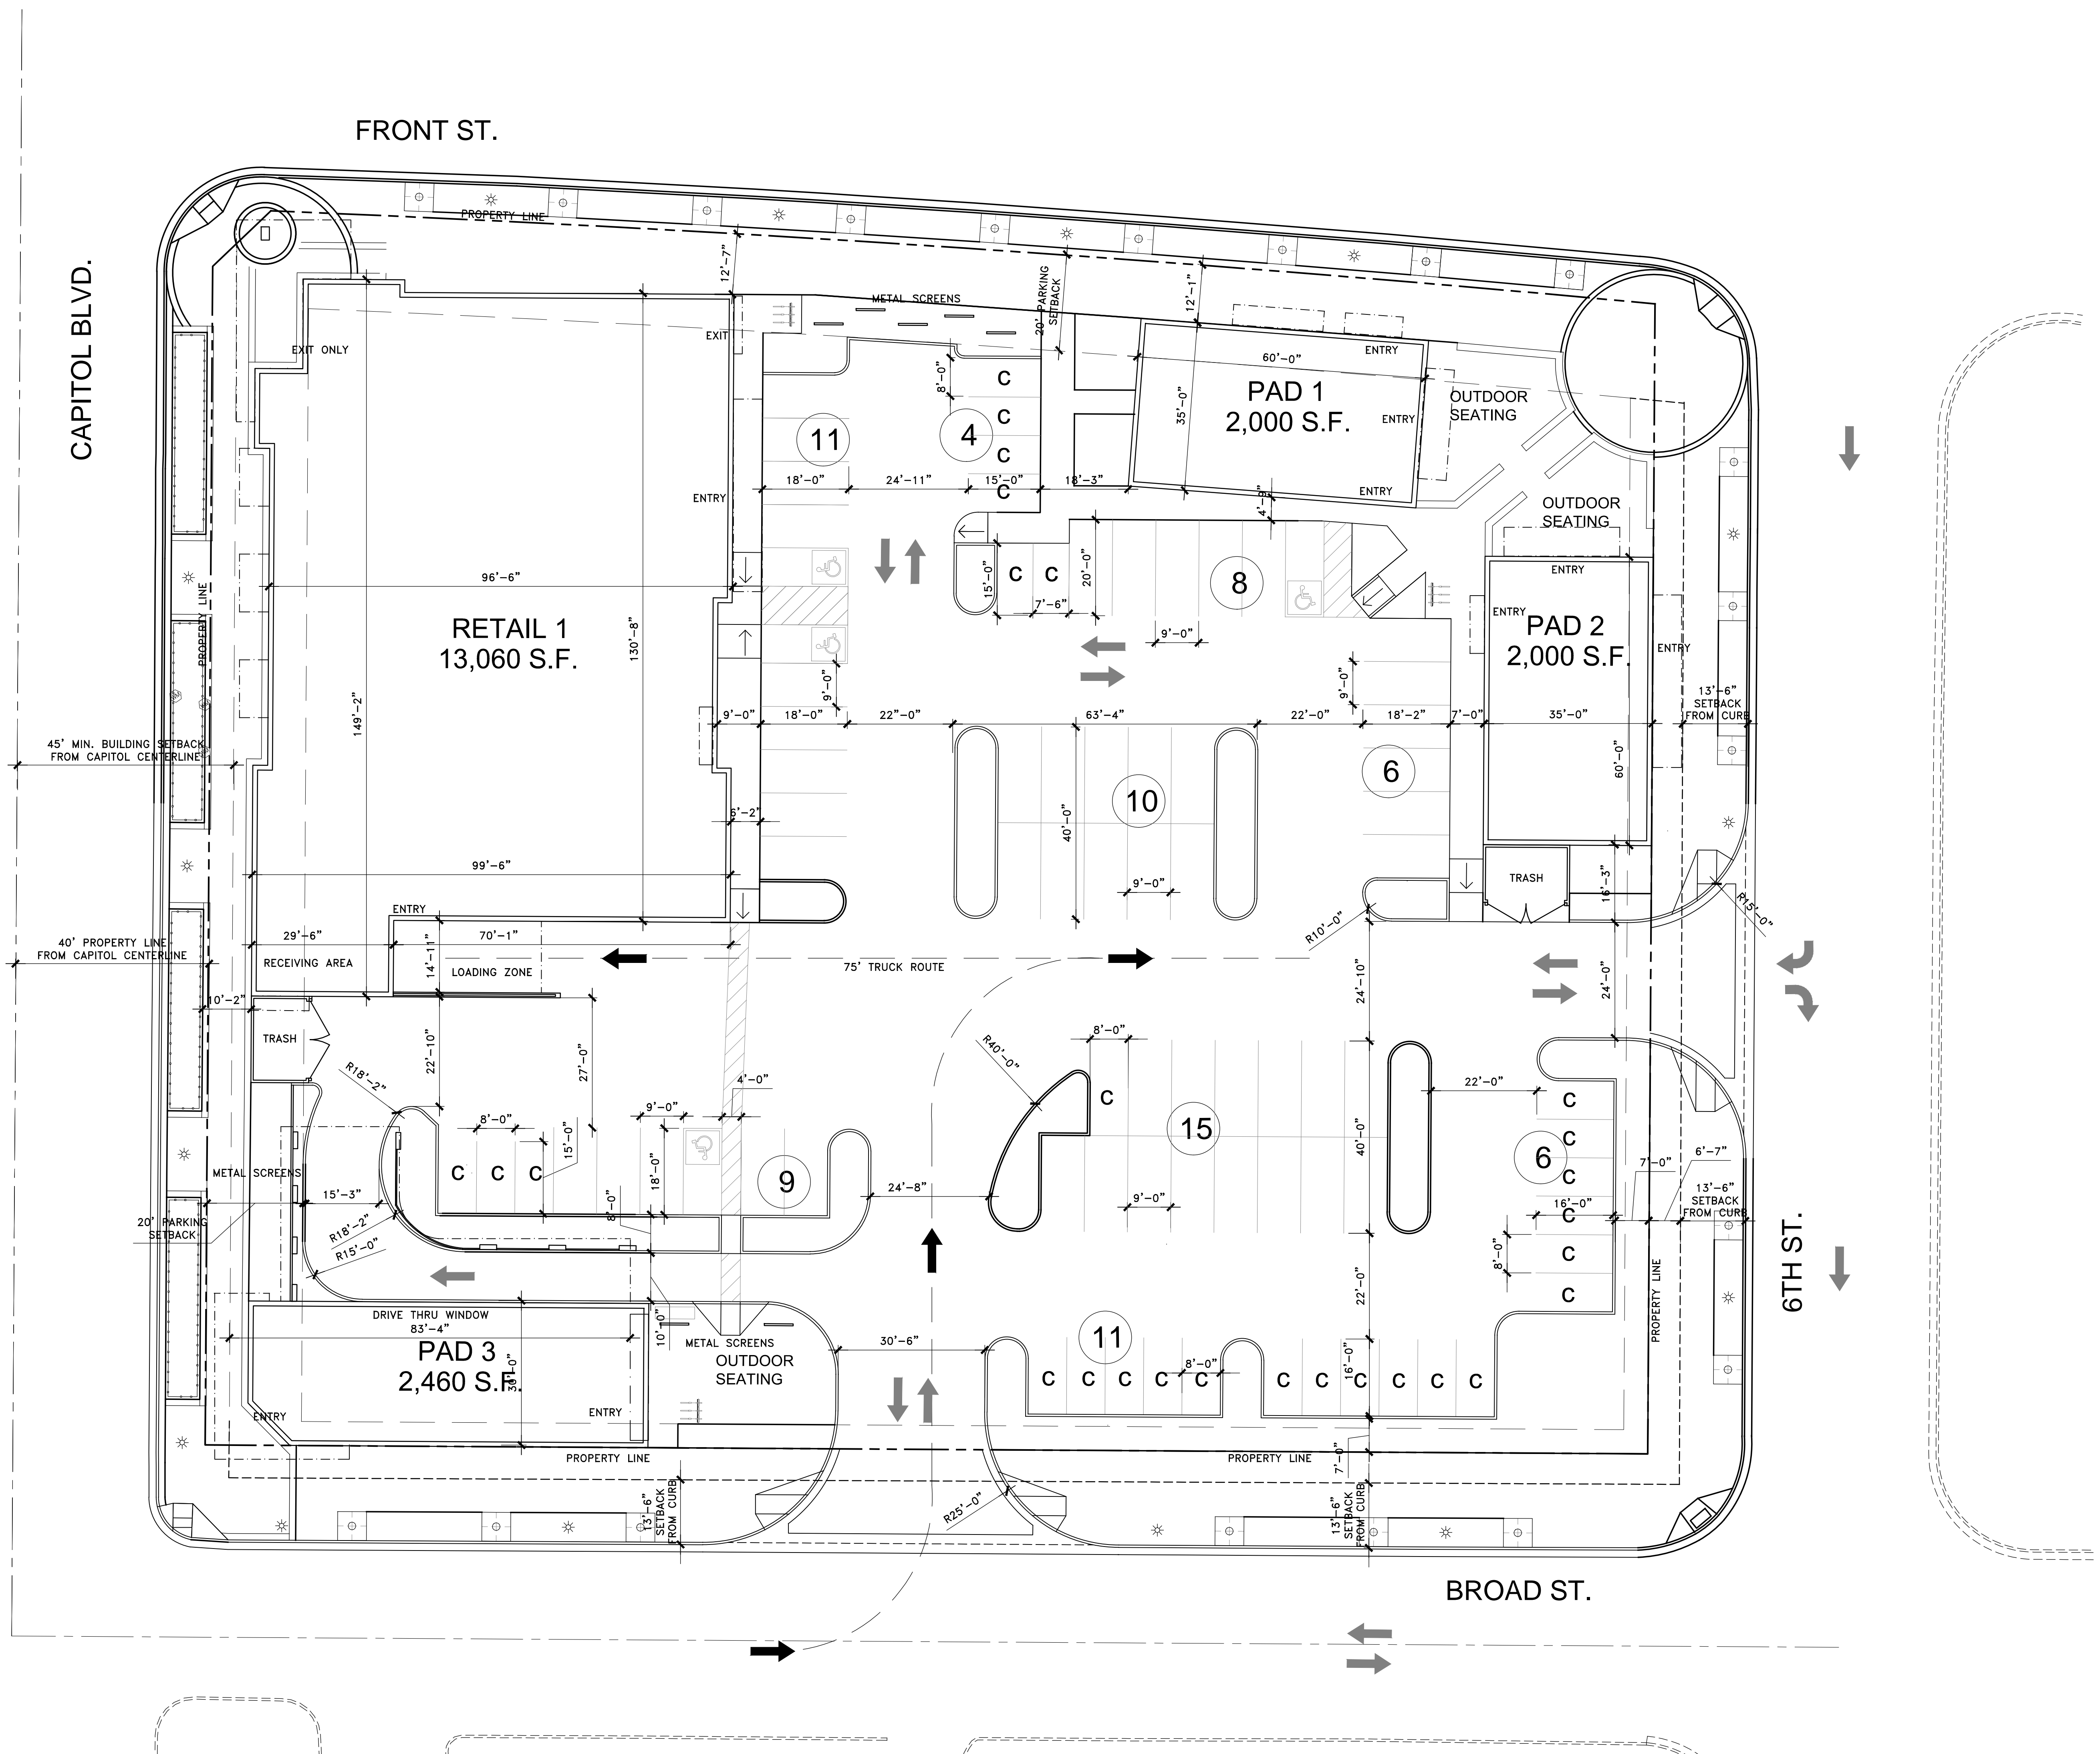 FRONT ST.
CAPITOL BLVD.
PROPERTY LINE
12'-7"
METAL SCREENS
20' PARKING
SETBACK
12'-1"
EXIT ONLY
EXIT
ENTRY
60'-0"
PAD 1
2,000 S.F.
35'-0"
ENTRY
ENTRY
OUTDOOR
SEATING
8'-0"
C
C
C
C
11
4
18'-0"
24'-11"
15'-0"
18'-3"
ENTRY
4'-9"
OUTDOOR
SEATING
96'-6"
RETAIL 1
13,060 S.F.
130'-8"
149'-2"
PROPERTY LINE
15'-0"
C
C
7'-6"
20'-0"
8
9'-0"
ENTRY
ENTRY
PAD 2
2,000 S.F.
ENTRY
9'-0"
9'-0"
13'-6"
SETBACK
FROM CURB
9'-0"
18'-0"
22"-0"
63'-4"
22'-0"
18'-2"
7'-0"
35'-0"
60'-0"
45' MIN. BUILDING SETBACK
FROM CAPITOL CENTERLINE
6'-2"
40'-0"
10
6
9'-0"
99'-6"
ENTRY
TRASH
16'-3"
R15'-0"
R10'-0"
40' PROPERTY LINE
FROM CAPITOL CENTERLINE
29'-6"
70'-1"
RECEIVING AREA
14'-11"
LOADING ZONE
75' TRUCK ROUTE
24'-10"
24'-0"
10'-2"
TRASH
22'-10"
27'-0"
R18'-2"
4'-0"
8'-0"
9'-0"
15'-0"
C
C
C
18'-0"
9
R40'-0"
8'-0"
C
15
40'-0"
9'-0"
22'-0"
C
C
C
C
C
C
6
7'-0"
6'-7"
13'-6"
SETBACK
FROM CURB
16'-0"
8'-0"
METAL SCREENS
15'-3"
20' PARKING
SETBACK
R18'-2"
R15'-0"
8'-0"
24'-8"
22'-0"
6TH ST.
PROPERTY LINE
DRIVE THRU WINDOW
83'-4"
PAD 3
2,460 S.F.
30'-0"
10'-0"
METAL SCREENS
OUTDOOR
SEATING
30'-6"
11
8'-0"
16'-0"
C
C
C
C
C
C
C
C
C
C
C
ENTRY
ENTRY
PROPERTY LINE
PROPERTY LINE
7'-0"
13'-6"
SETBACK
FROM CURB
R25'-0"
13'-6"
SETBACK
FROM CURB
BROAD ST.